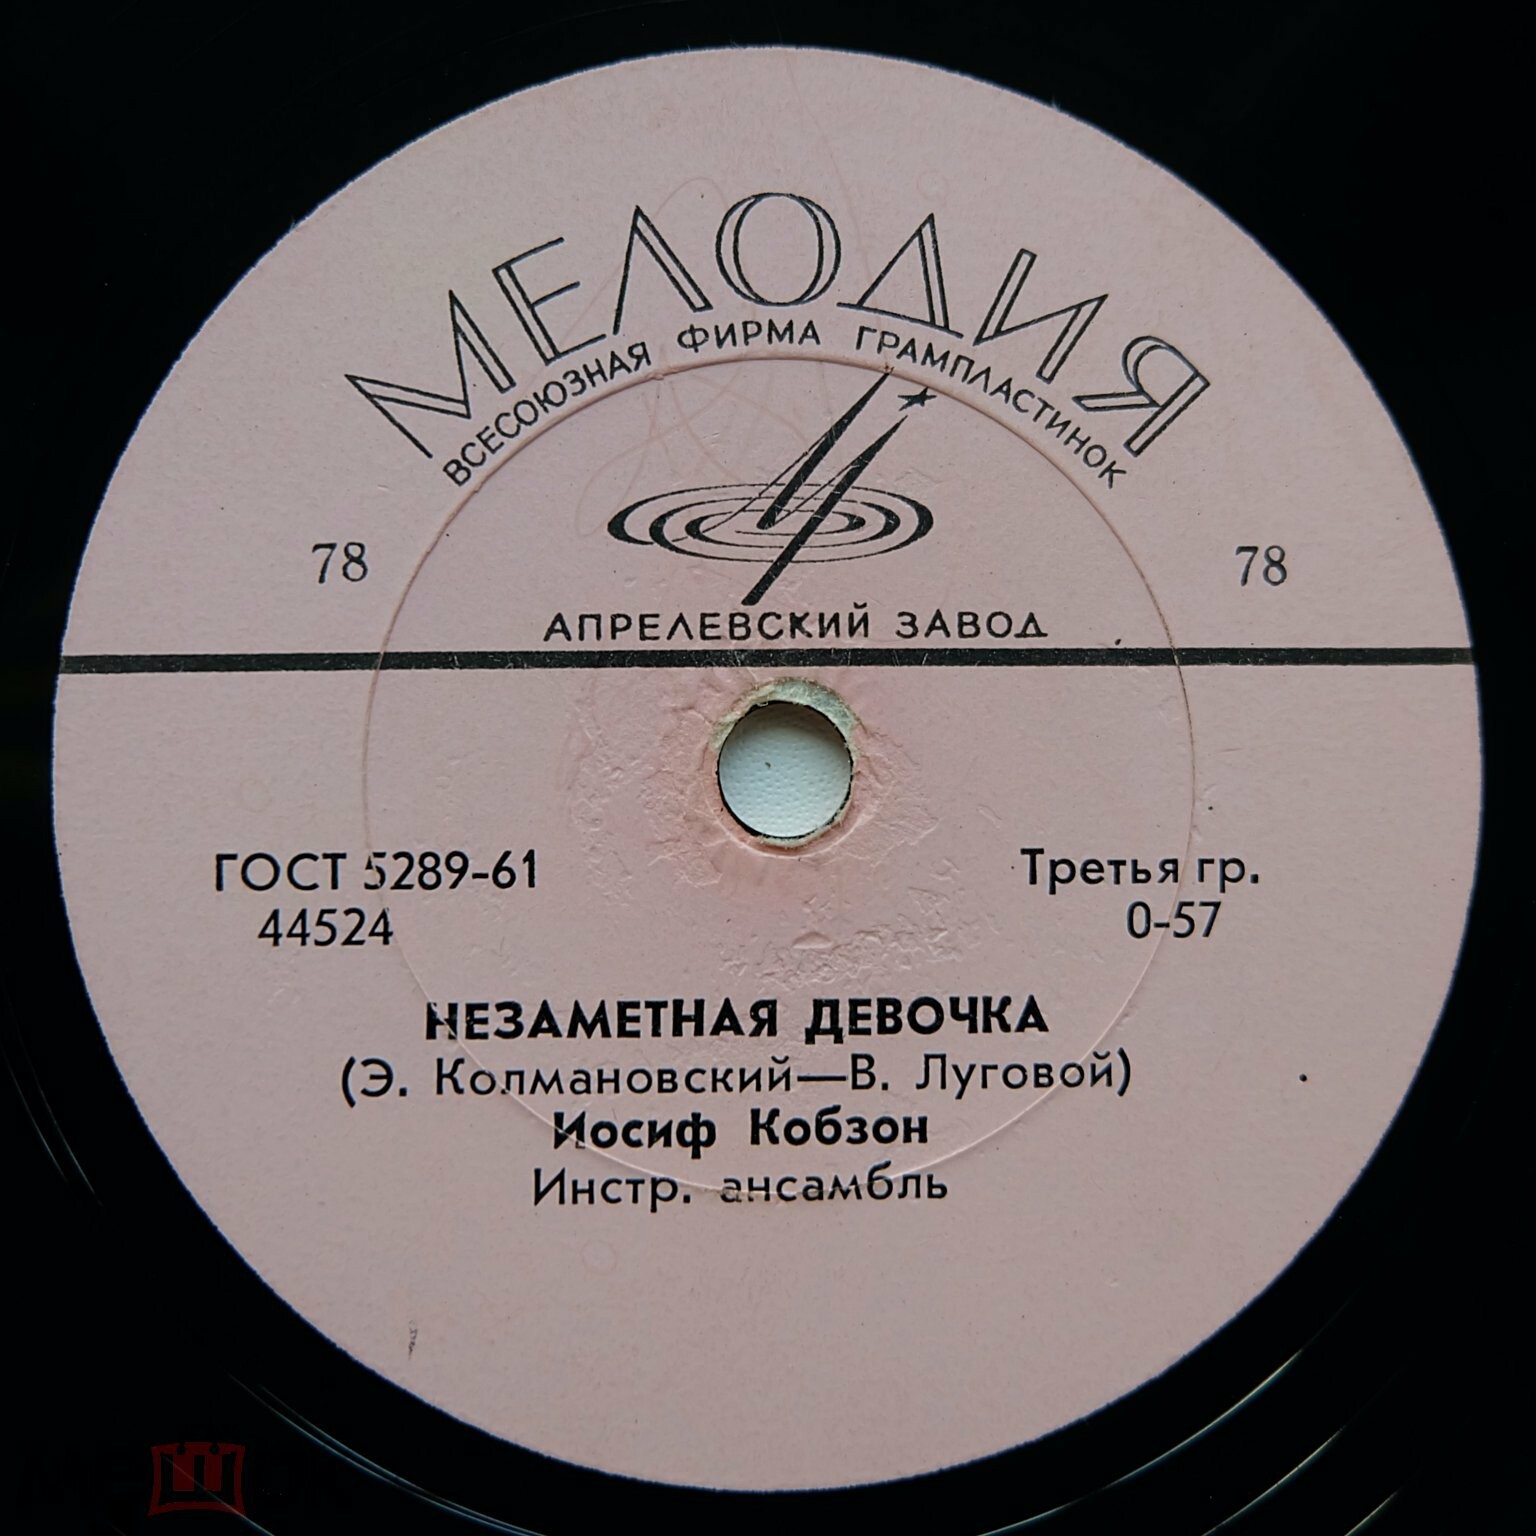 МЕЛОДИЯ
ВСЕСОЮЗНАЯ ФИРМА ГРАМПЛАСТИНОК
78 78
АПРЕЛЕВСКИЙ ЗАВОД
ГОСТ 5289-61 Третья гр.
44524 0-57
НЕЗАМЕТНАЯ ДЕВОЧКА
(Э. Колмановский—В. Луговой)
Иосиф Кобзон
Инстр. ансамбль